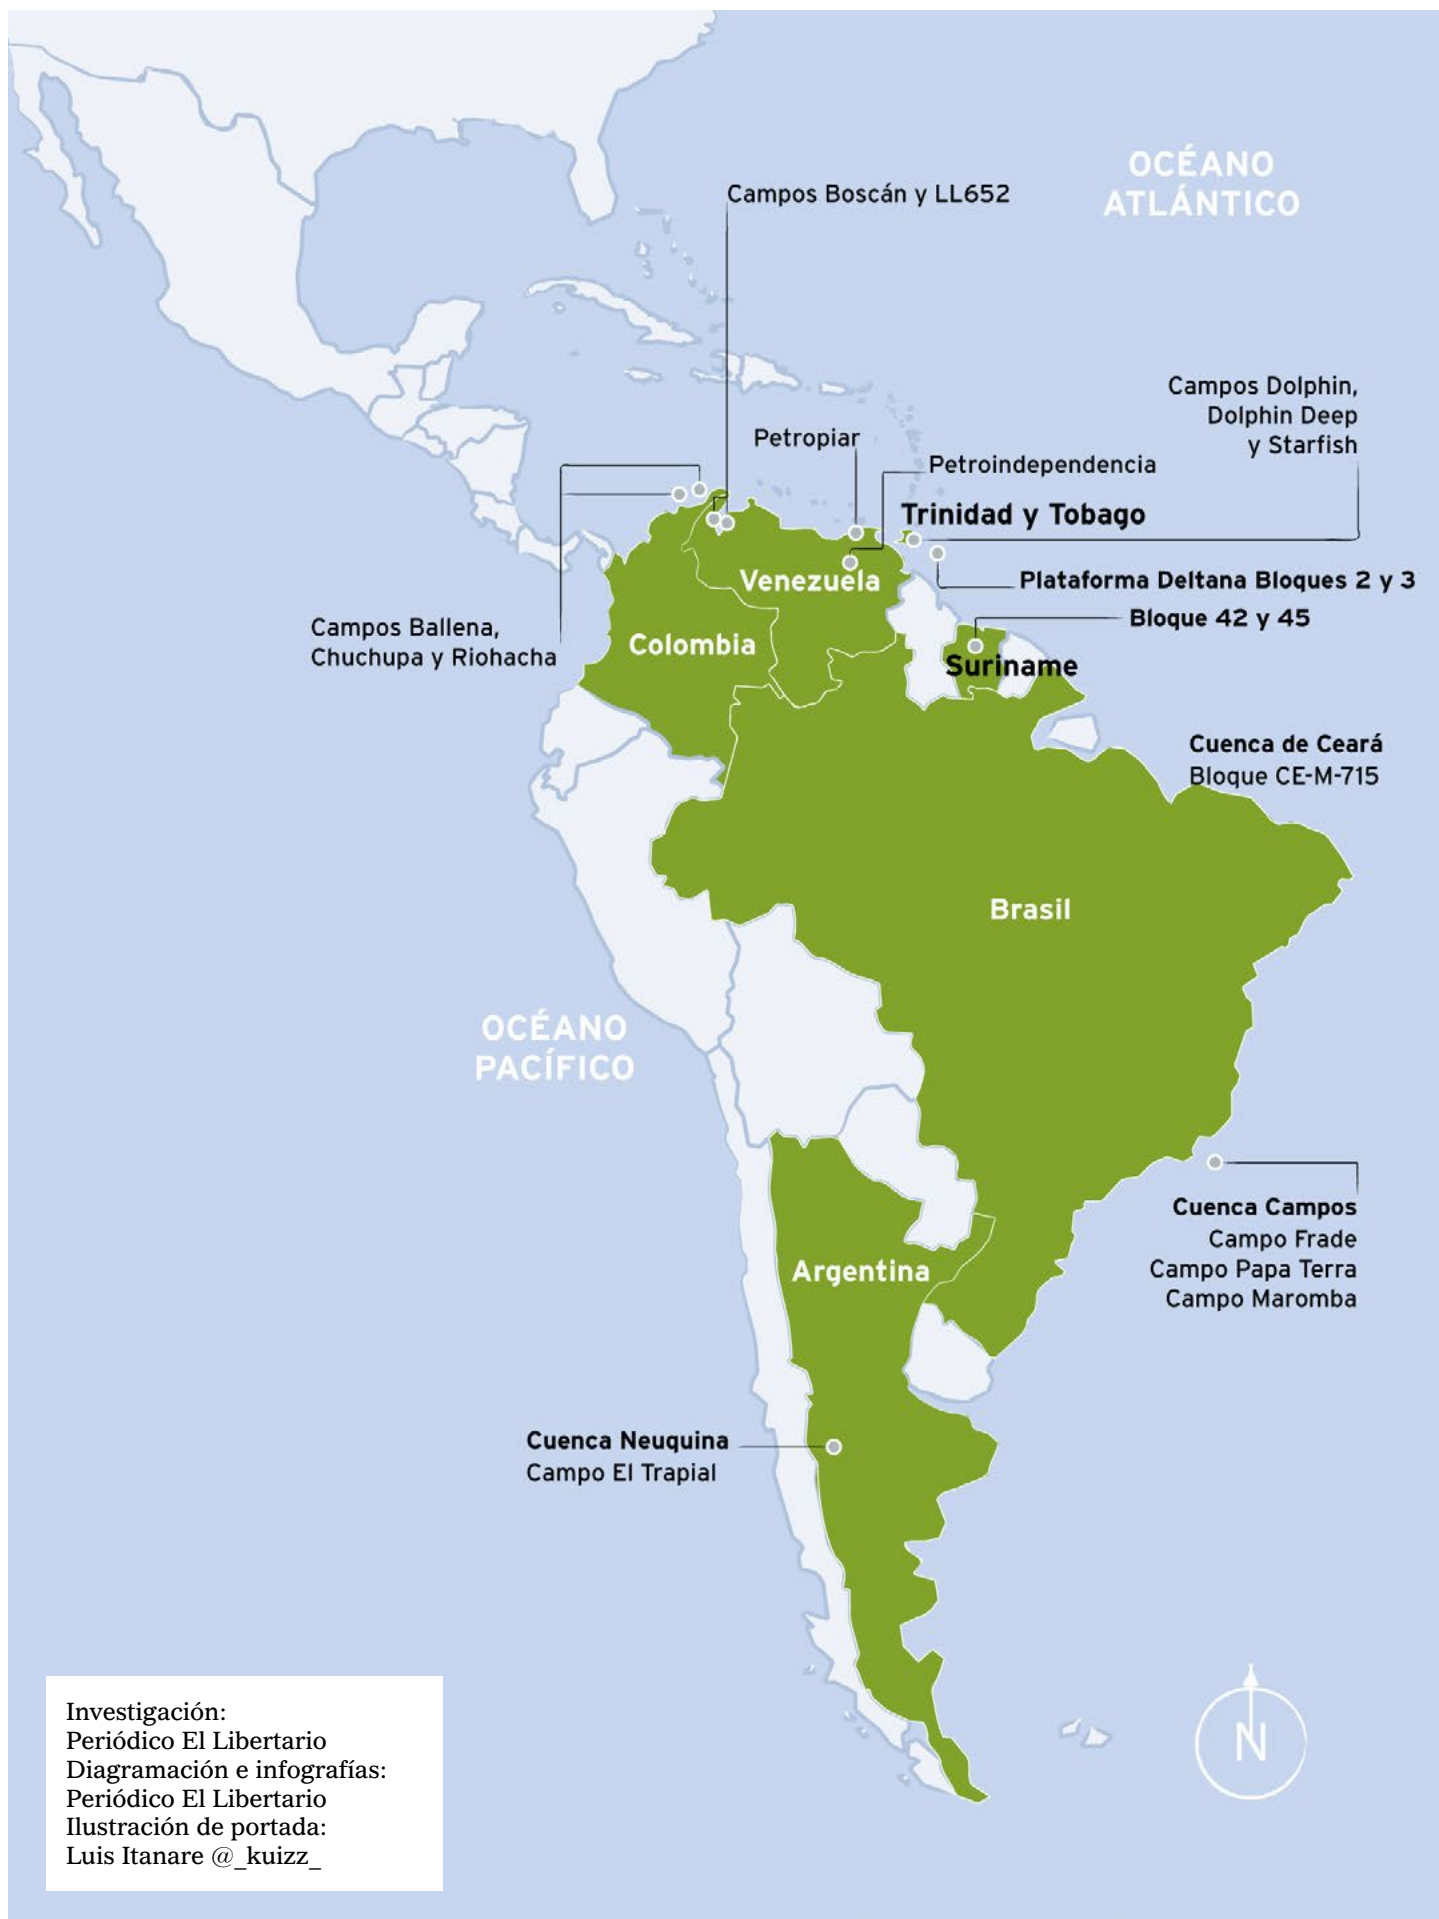 OCÉANO
ATLÁNTICO
Campos Boscán y LL652
Campos Dolphin,
Dolphin Deep
y Starfish
Petropiar
Petroindependencia
Trinidad y Tobago
Venezuela
Plataforma Deltana Bloques 2 y 3
Bloque 42 y 45
Campos Ballena,
Chuchupa y Riohacha
Colombia
Suriname
Cuenca de Ceará
Bloque CE-M-715
Brasil
OCÉANO
PACÍFICO
Cuenca Campos
Campo Frade
Campo Papa Terra
Campo Maromba
Argentina
Cuenca Neuquina
Campo El Trapial
Investigación:
Periódico El Libertario
Diagramación e infografías:
Periódico El Libertario
Ilustración de portada:
Luis Itanare @_kuizz_
N